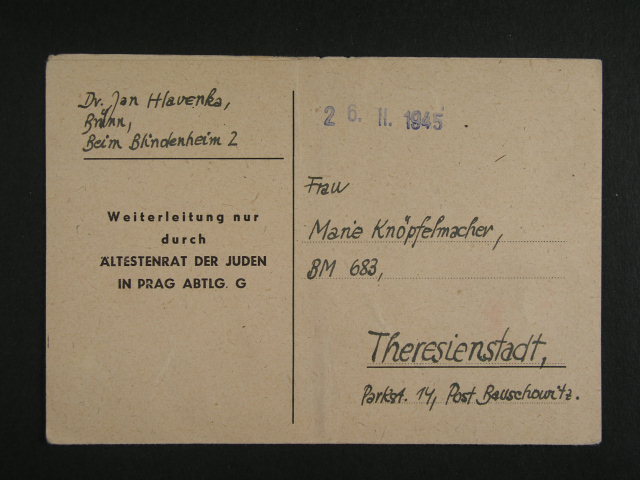 Dr. Jan Hlavenka,
Brünn,
Beim Blindenheim 2
Weiterleitung nur
durch
ÄLTESTENRAT DER JUDEN
IN PRAG ABTLG. G
26. II. 1945
Frau
Marie Knöpfelmacher,
BM 683,
Theresienstadt,
Parkst. 14, Post Bauschowitz.